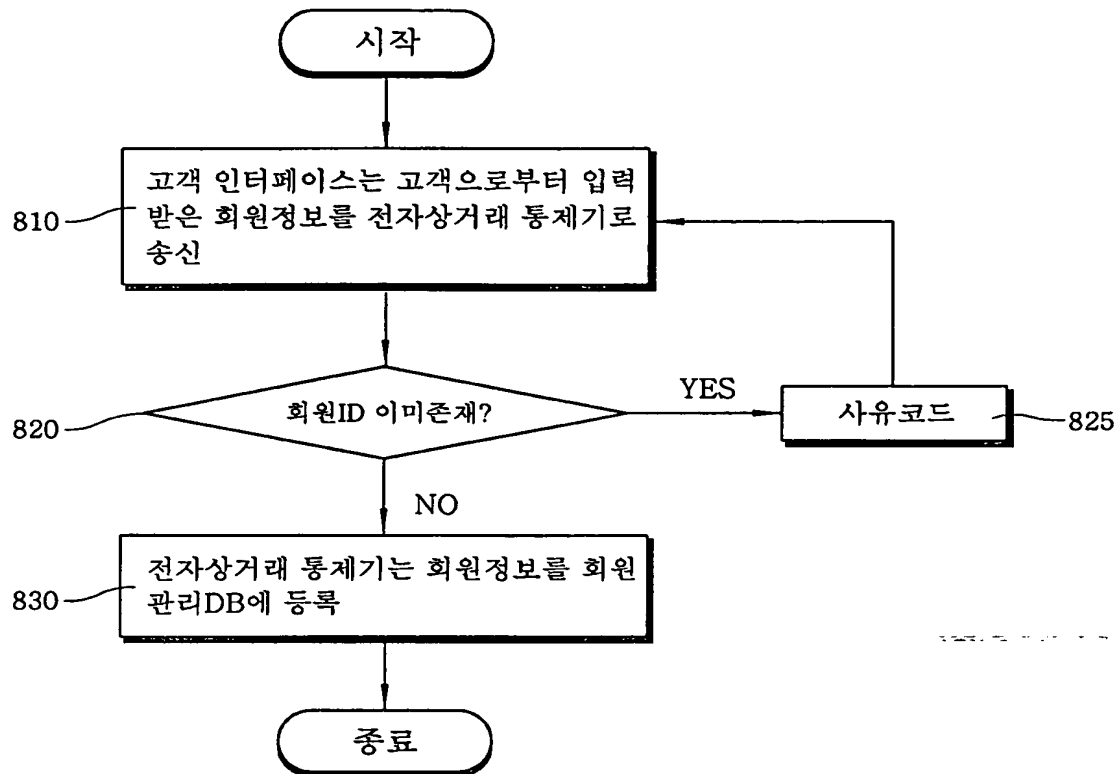 시작
고객 인터페이스는 고객으로부터 입력
받은 회원정보를 전자상거래 통제기로
송신
810
회원ID 이미존재?
820
YES
사유코드
825
NO
전자상거래 통제기는 회원정보를 회원
관리DB에 등록
830
종료